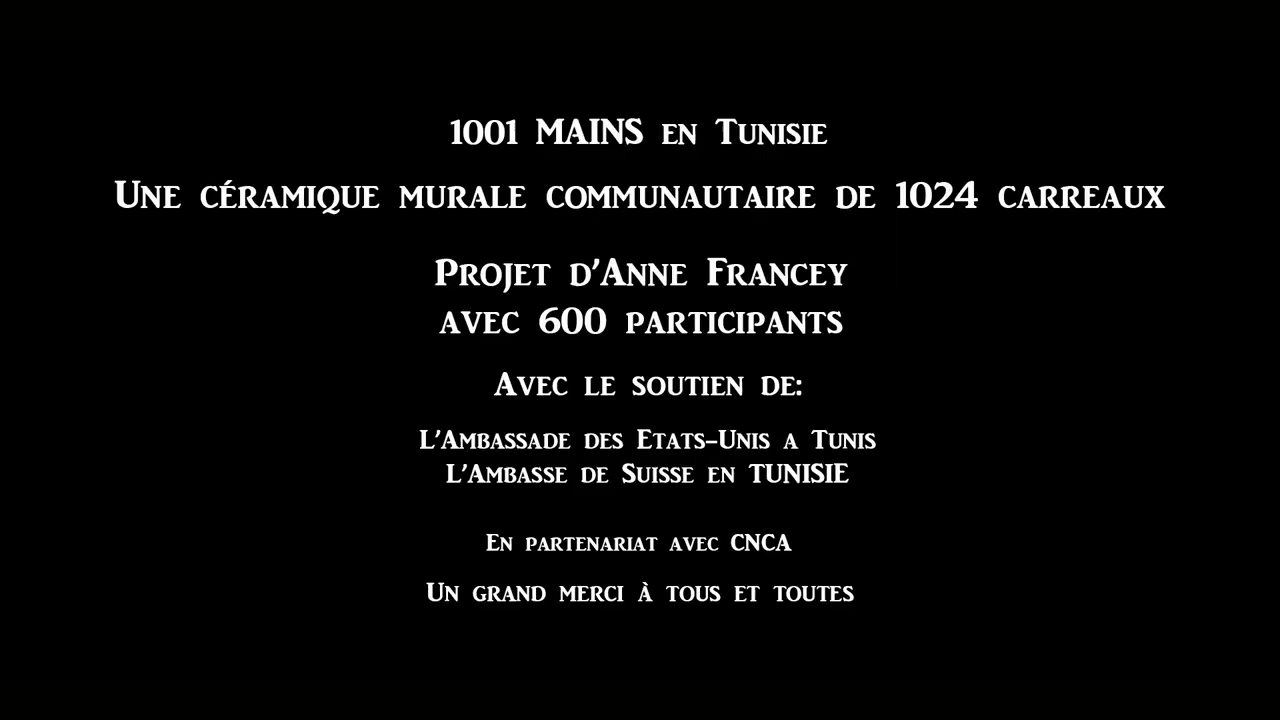 1001 MAINS en Tunisie
Une céramique murale communautaire de 1024 carreaux
Projet d'Anne Francey
avec 600 participants
Avec le soutien de:
L'Ambassade des Etats-Unis a Tunis
L'Ambasse de Suisse en TUNISIE
En partenariat avec CNCA
Un grand merci à tous et toutes